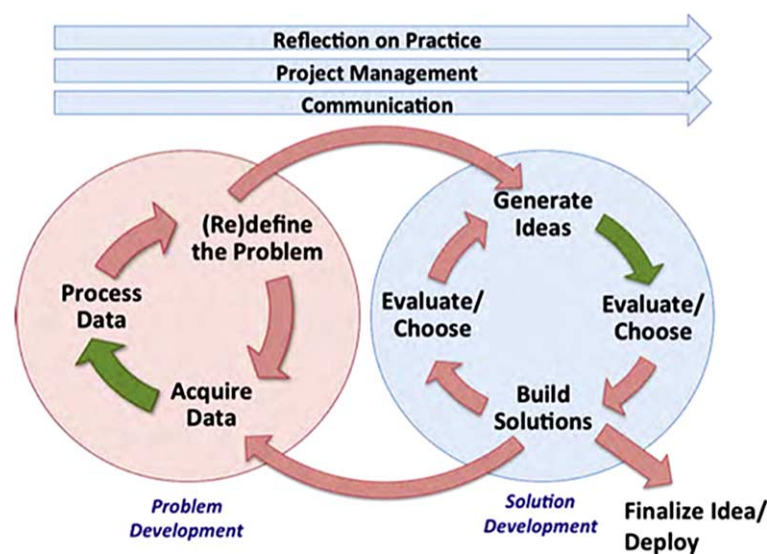 Reflection on Practice
Project Management
Communication
(Re)define
the Problem
Process
Data
Acquire
Data
Problem
Development
Generate
Ideas
Evaluate/
Choose
Evaluate/
Choose
Build
Solutions
Solution
Development
Finalize Idea/
Deploy